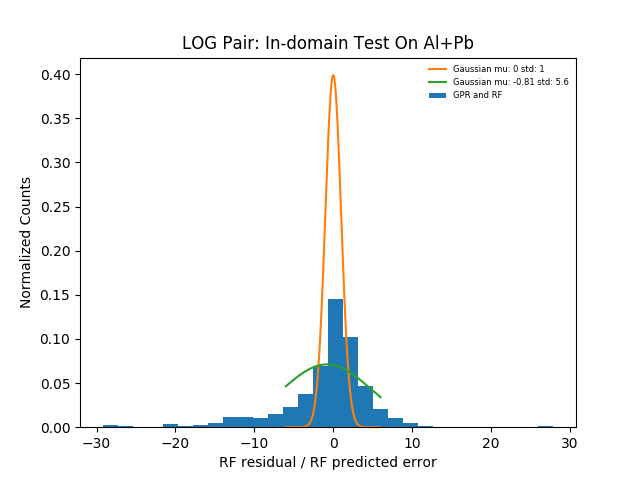 LOG Pair: In-domain Test On Al+Pb
Gaussian mu: 0 std: 1
Gaussian mu: -0.81 std: 5.6
GPR and RF
Normalized Counts
0.40
0.35
0.30
0.25
0.20
0.15
0.10
0.05
0.00
−30 −20 −10 0 10 20 30
RF residual / RF predicted error